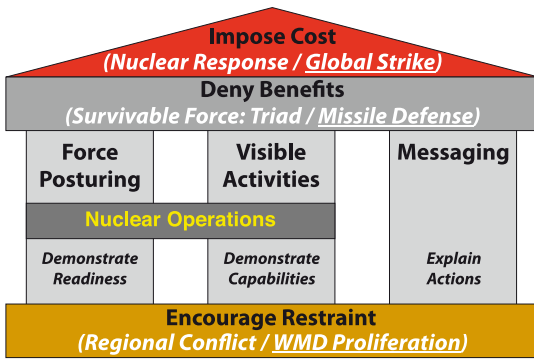 Impose Cost
(Nuclear Response / Global Strike)
Deny Benefits
(Survivable Force: Triad / Missile Defense)
Force
Posturing
Visible
Activities
Messaging
Nuclear Operations
Demonstrate
Readiness
Demonstrate
Capabilities
Explain
Actions
Encourage Restraint
(Regional Conflict / WMD Proliferation)